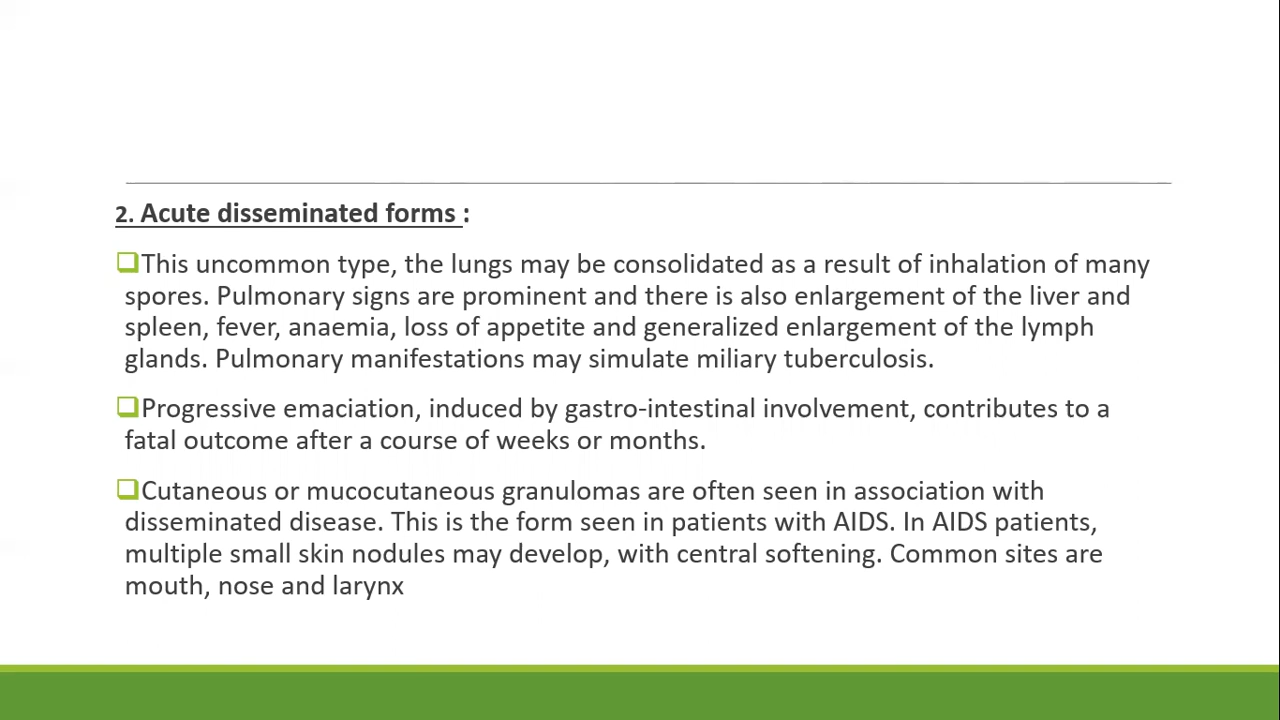 2. Acute disseminated forms :
❑This uncommon type, the lungs may be consolidated as a result of inhalation of many
spores. Pulmonary signs are prominent and there is also enlargement of the liver and
spleen, fever, anaemia, loss of appetite and generalized enlargement of the lymph
glands. Pulmonary manifestations may simulate miliary tuberculosis.
❑Progressive emaciation, induced by gastro-intestinal involvement, contributes to a
fatal outcome after a course of weeks or months.
❑Cutaneous or mucocutaneous granulomas are often seen in association with
disseminated disease. This is the form seen in patients with AIDS. In AIDS patients,
multiple small skin nodules may develop, with central softening. Common sites are
mouth, nose and larynx